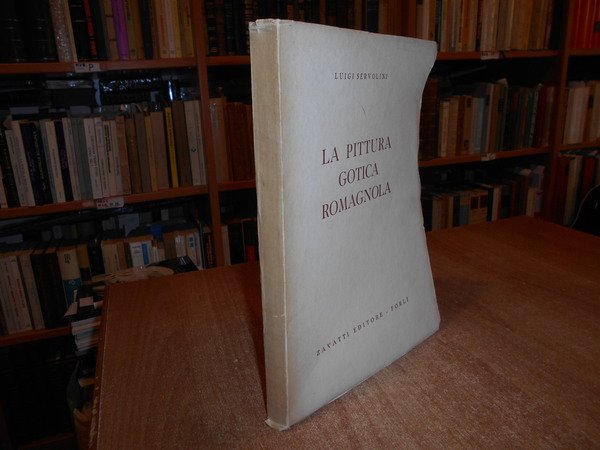 LUIGI SERVOLINI
LA PITTURA
GOTICA
ROMAGNOLA
ZAVATTI EDITORE - FORLÌ